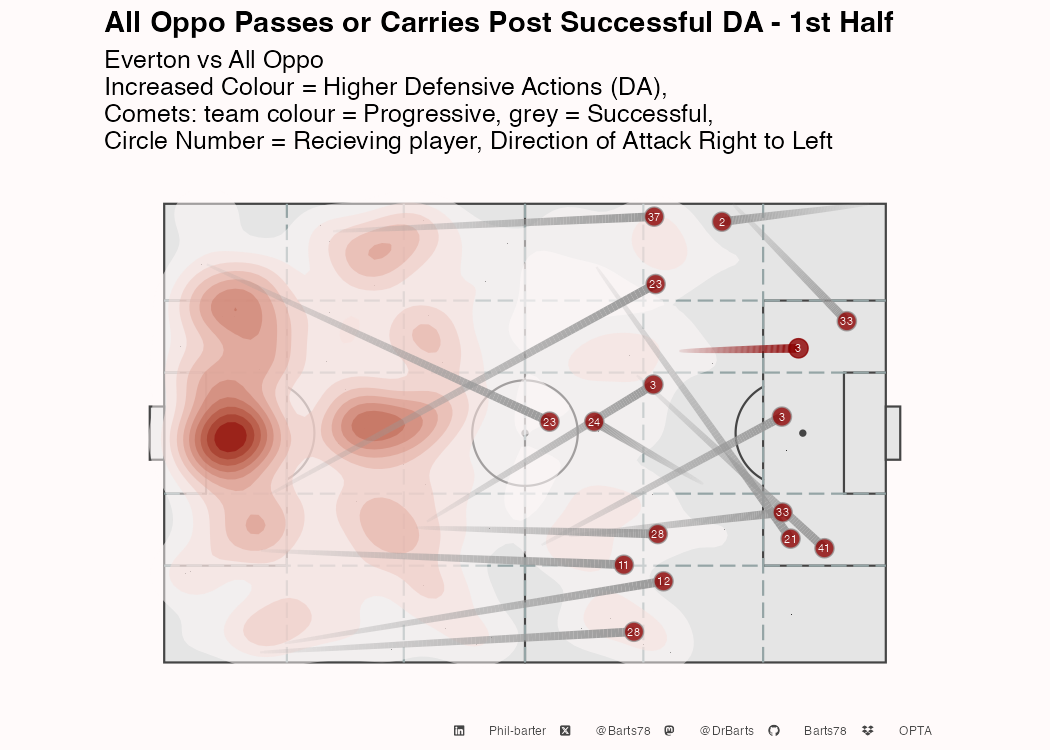 All Oppo Passes or Carries Post Successful DA - 1st Half
Everton vs All Oppo
Increased Colour = Higher Defensive Actions (DA),
Comets: team colour = Progressive, grey = Successful,
Circle Number = Recieving player, Direction of Attack Right to Left
37
2
23
33
3
3
3
23
24
33
28
21
41
11
12
28
Phil-barter @Barts78 @DrBarts Barts78 OPTA